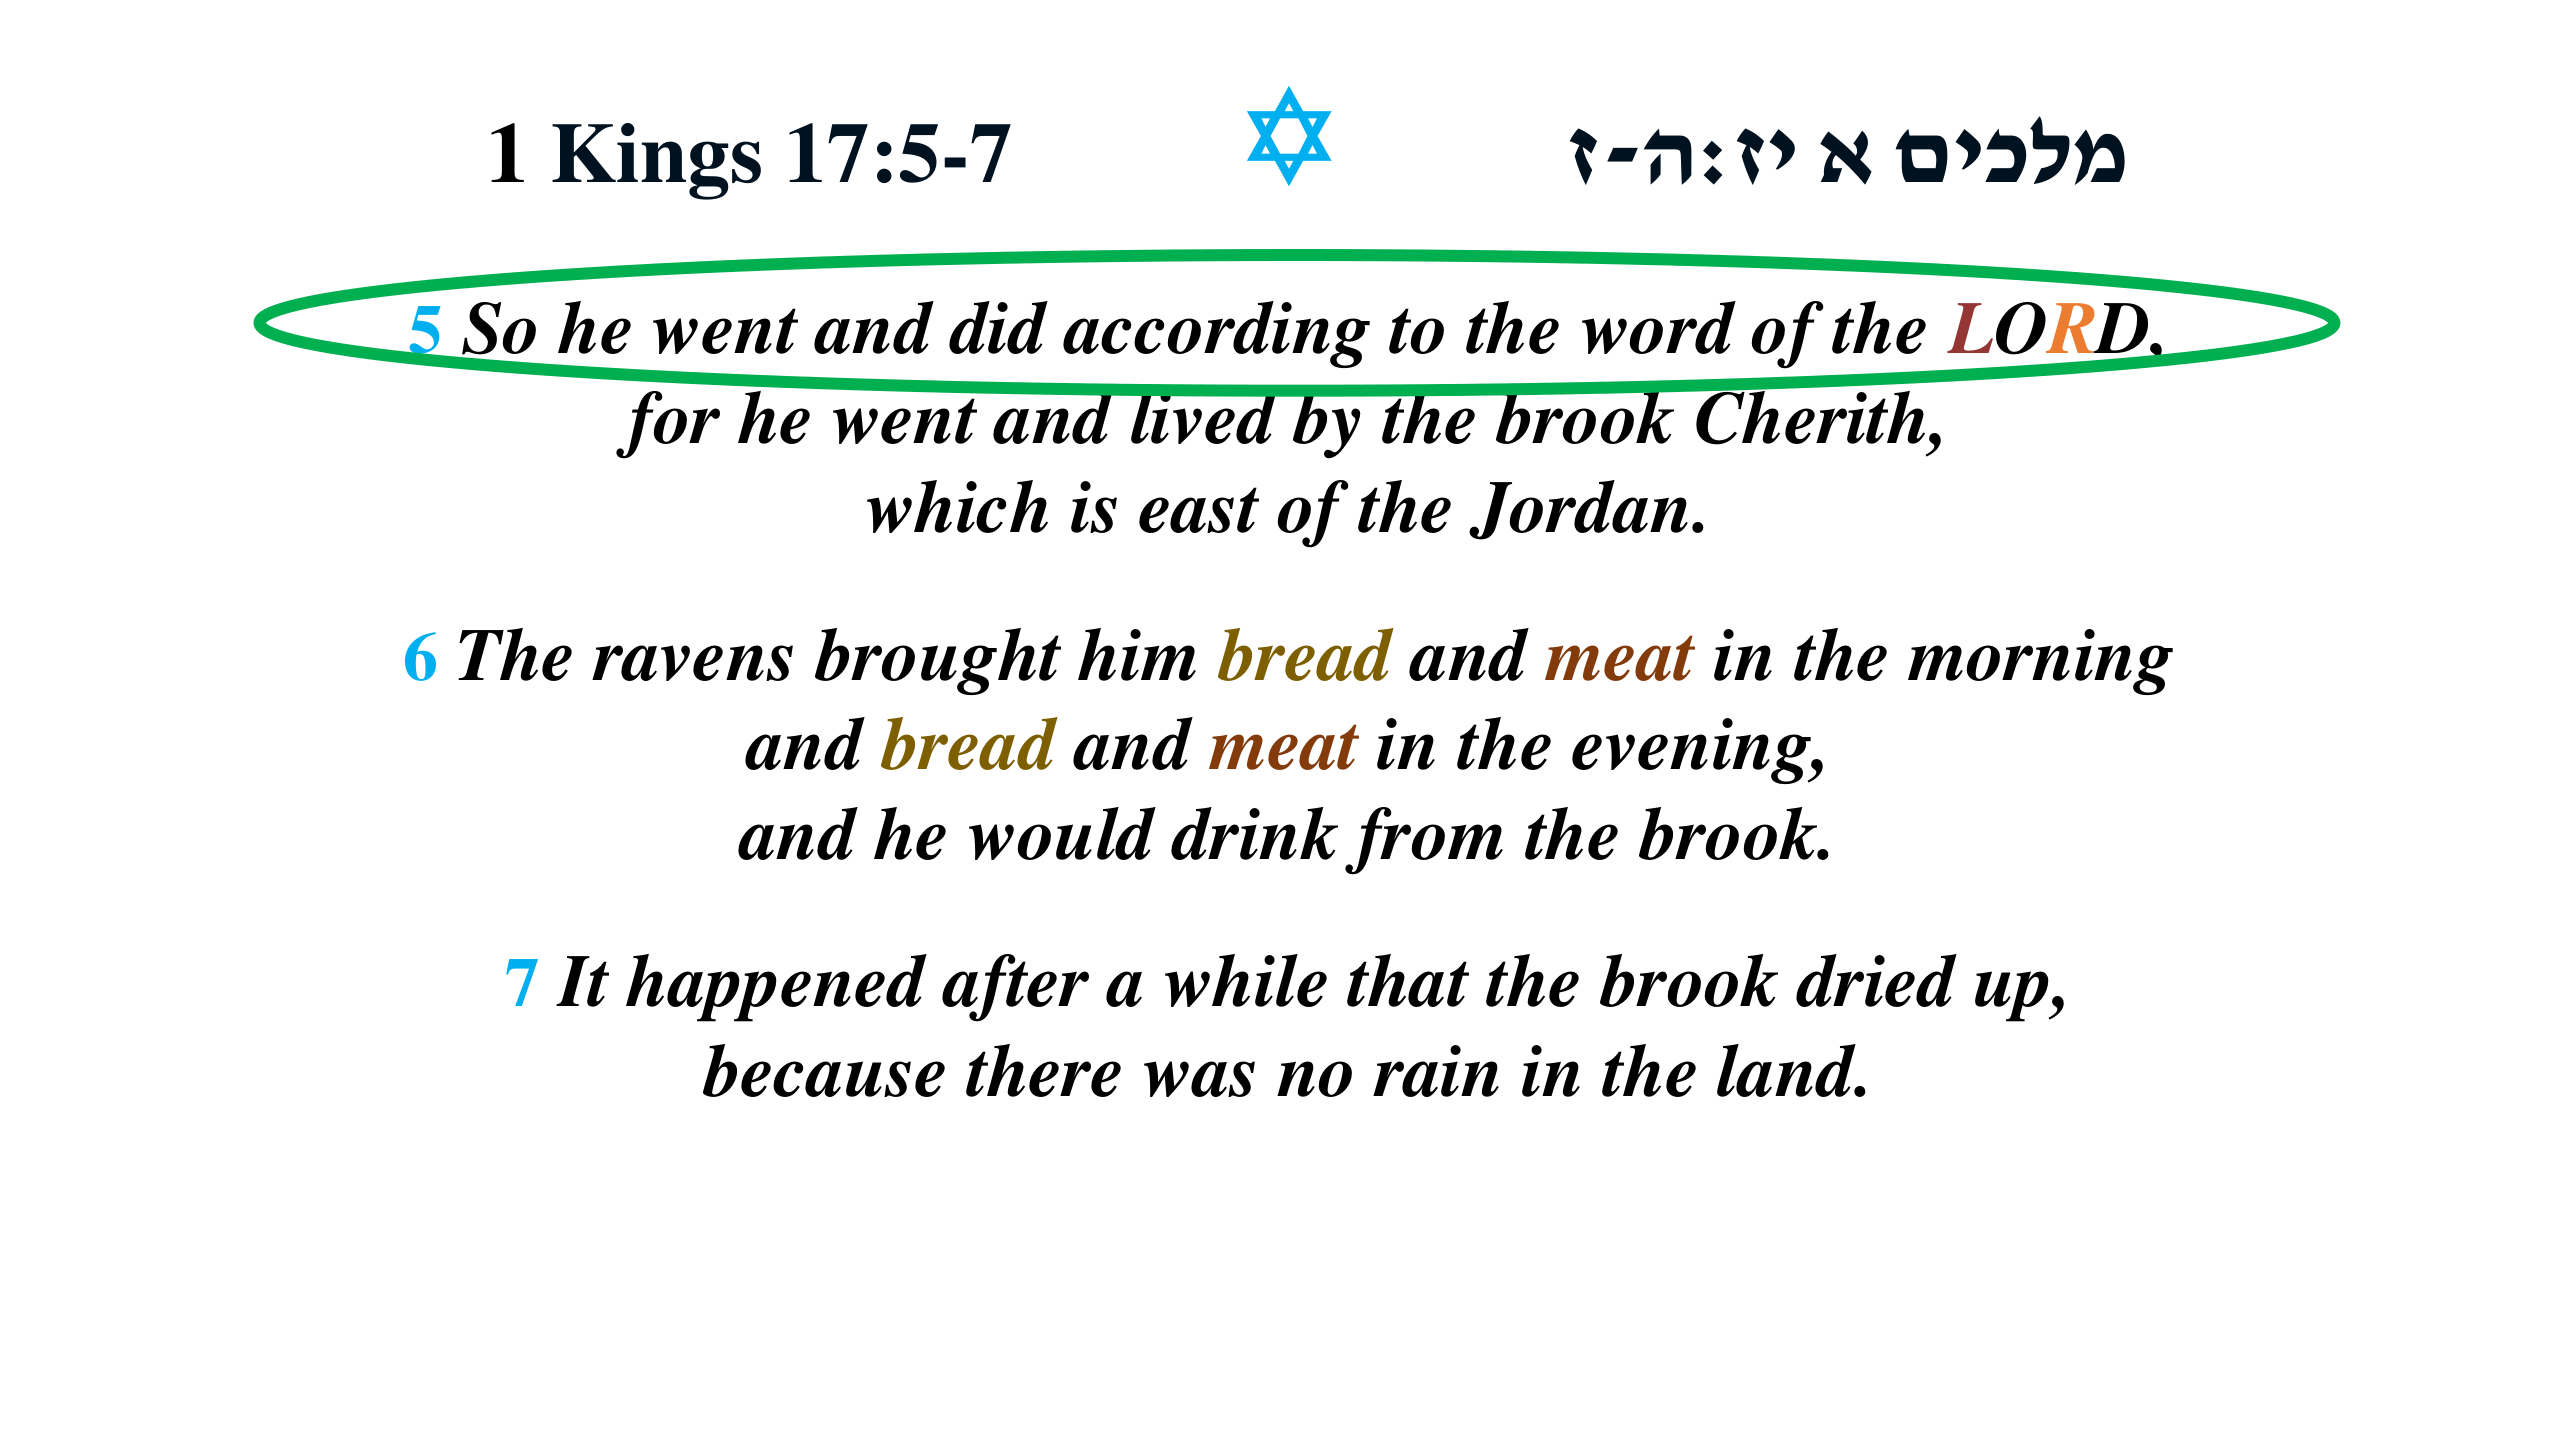 1 Kings 17:5-7 ✡ מלכים א יז:ה-ז
5 So he went and did according to the word of the LORD,
for he went and lived by the brook Cherith,
which is east of the Jordan.
6 The ravens brought him bread and meat in the morning
and bread and meat in the evening,
and he would drink from the brook.
7 It happened after a while that the brook dried up,
because there was no rain in the land.